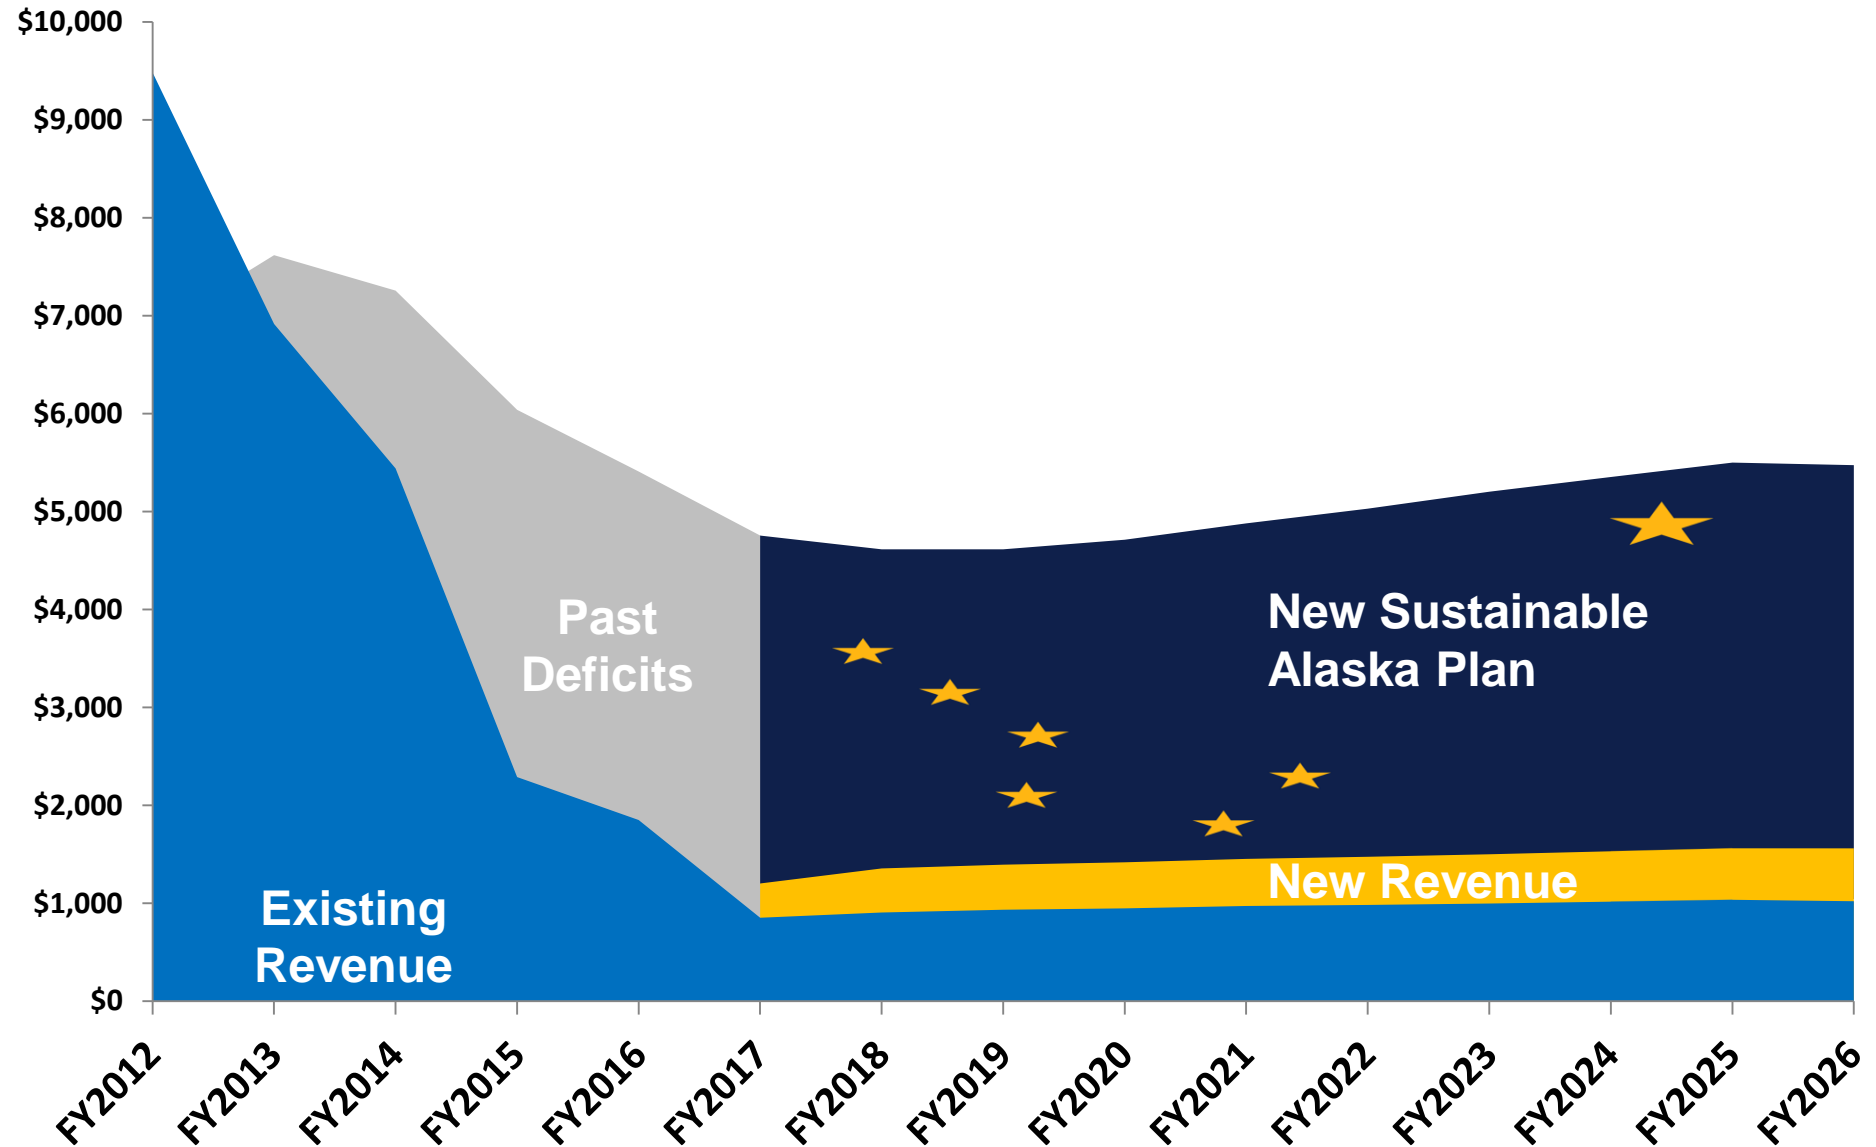 $10,000
$9,000
$8,000
$7,000
$6,000
$5,000
$4,000
$3,000
$2,000
$1,000
$0
Past
Deficits
New Sustainable
Alaska Plan
New Revenue
Existing
Revenue
FY2012
FY2013
FY2014
FY2015
FY2016
FY2017
FY2018
FY2019
FY2020
FY2021
FY2022
FY2023
FY2024
FY2025
FY2026